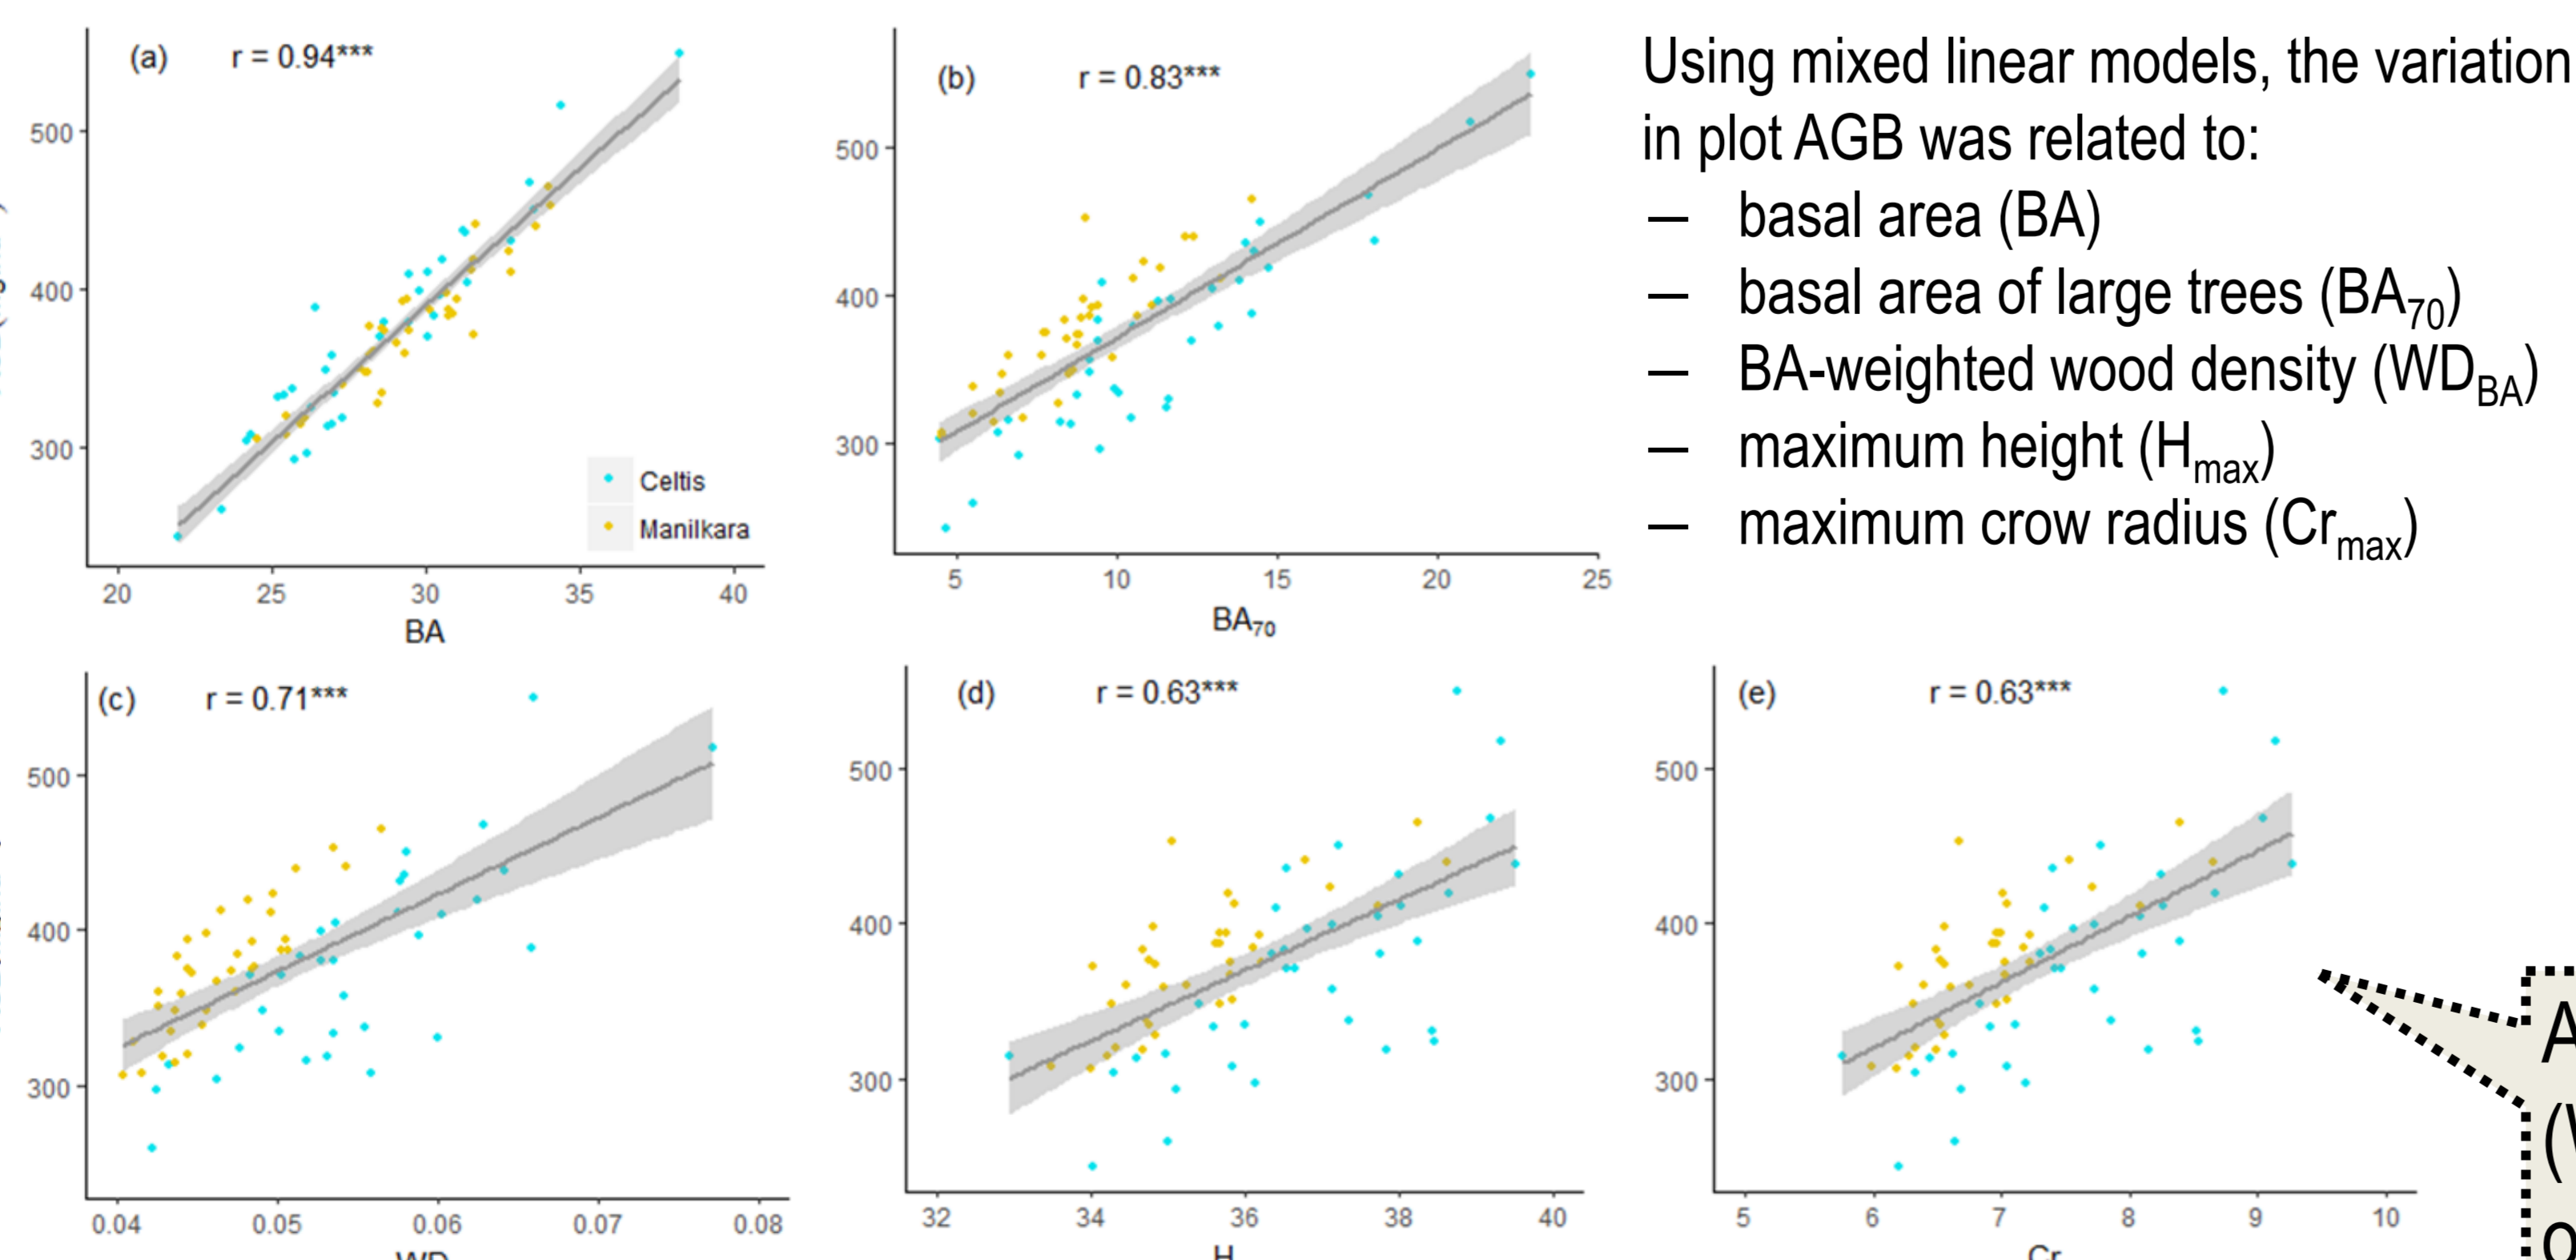 (a) r = 0.94***
500
400
300
Celtis
Manilkara
20 25 30 35 40
BA
(b) r = 0.83***
500
400
300
5 10 15 20 25
BA70
Using mixed linear models, the variation
in plot AGB was related to:
— basal area (BA)
— basal area of large trees (BA70)
— BA-weighted wood density (WDBA)
— maximum height (Hmax)
— maximum crow radius (Crmax)
(c) r = 0.71***
500
400
300
0.04 0.05 0.06 0.07 0.08
WD
(d) r = 0.63***
500
400
300
32 34 36 38 40
H
(e) r = 0.63***
500
400
300
5 6 7 8 9 10
Cr